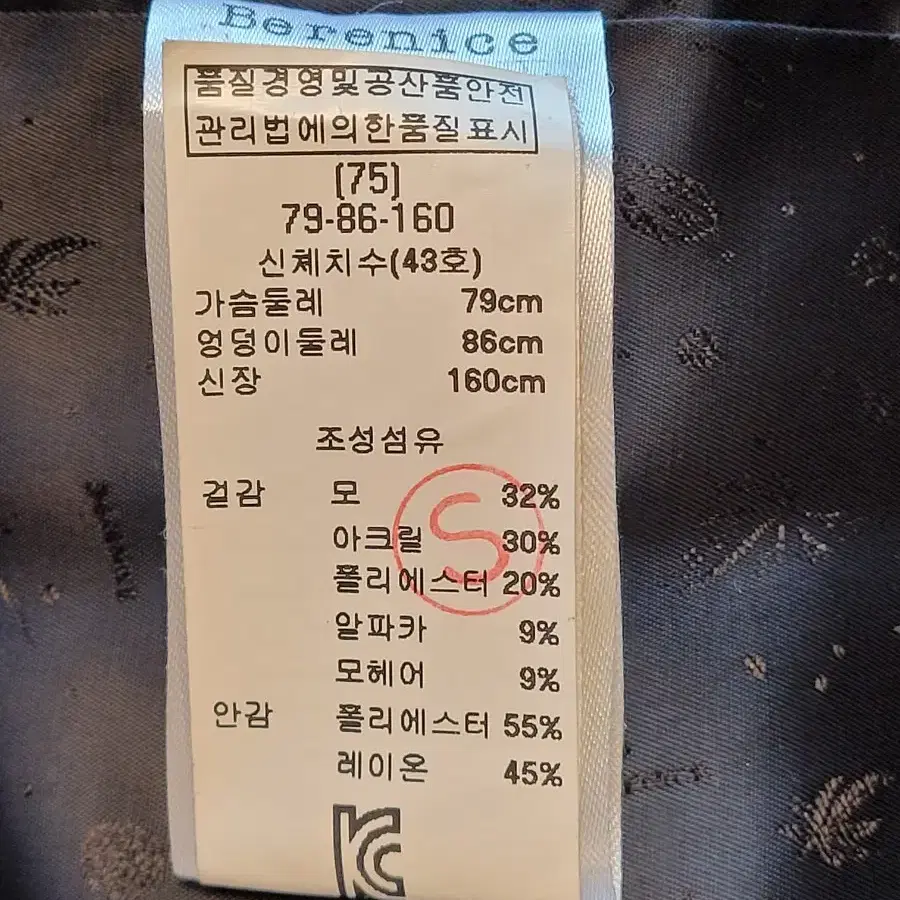 Berenice
품질경영및공산품안전
관리법에의한품질표시
(75)
79-86-160
신체치수(43호)
가슴둘레 79cm
엉덩이둘레 86cm
신장 160cm
조성섬유
겉감 모 32%
아크릴 30%
폴리에스터 20%
알파카 9%
모헤어 9%
안감 폴리에스터 55%
레이온 45%
S
KC